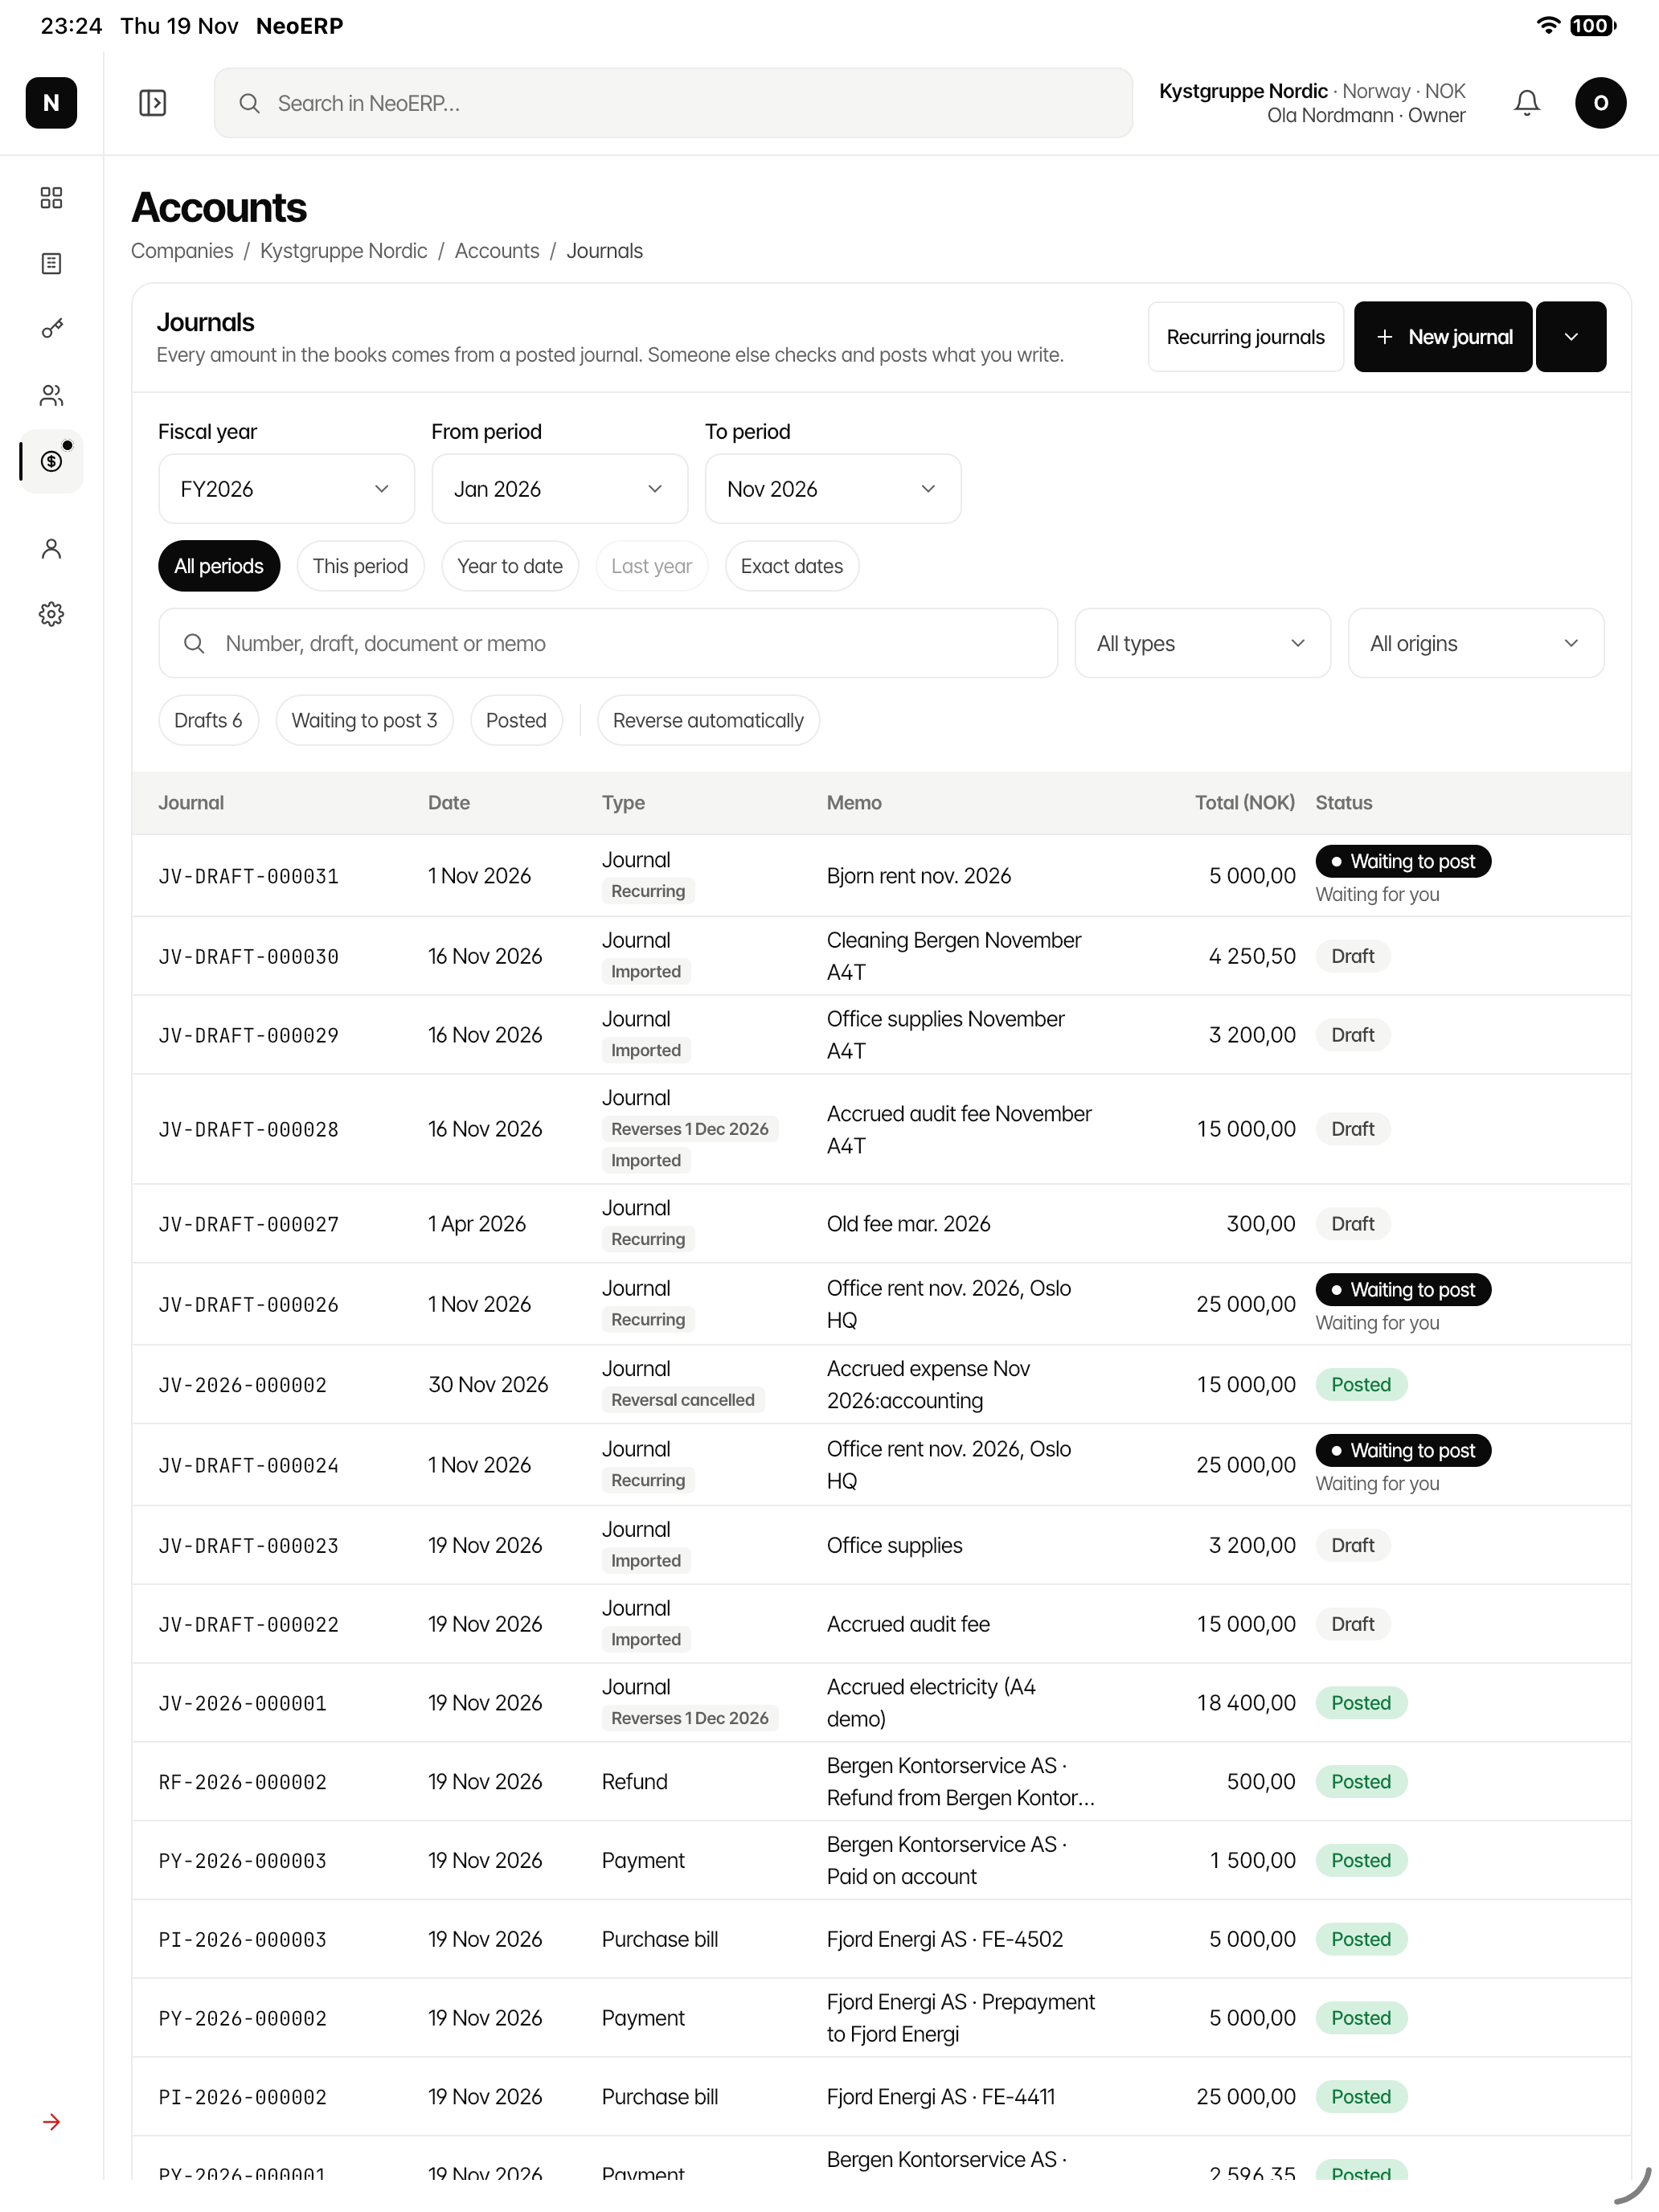 23:24 Thu 19 Nov NeoERP
100
N
Search in NeoERP...
Kystgruppe Nordic · Norway · NOK
Ola Nordmann · Owner
O
Accounts
Companies / Kystgruppe Nordic / Accounts / Journals
Journals
Every amount in the books comes from a posted journal. Someone else checks and posts what you write.
Recurring journals
+ New journal
Fiscal year From period To period
FY2026 Jan 2026 Nov 2026
All periods This period Year to date Last year Exact dates
Number, draft, document or memo All types All origins
Drafts 6 Waiting to post 3 Posted Reverse automatically
Journal Date Type Memo Total (NOK) Status
JV-DRAFT-000031 1 Nov 2026 Journal Recurring Bjorn rent nov. 2026 5 000,00 Waiting to post
Waiting for you
JV-DRAFT-000030 16 Nov 2026 Journal Imported Cleaning Bergen November
A4T 4 250,50 Draft
JV-DRAFT-000029 16 Nov 2026 Journal Imported Office supplies November
A4T 3 200,00 Draft
JV-DRAFT-000028 16 Nov 2026 Journal Reverses 1 Dec 2026 Imported Accrued audit fee November
A4T 15 000,00 Draft
JV-DRAFT-000027 1 Apr 2026 Journal Recurring Old fee mar. 2026 300,00 Draft
JV-DRAFT-000026 1 Nov 2026 Journal Recurring Office rent nov. 2026, Oslo
HQ 25 000,00 Waiting to post
Waiting for you
JV-2026-000002 30 Nov 2026 Journal Reversal cancelled Accrued expense Nov
2026:accounting 15 000,00 Posted
JV-DRAFT-000024 1 Nov 2026 Journal Recurring Office rent nov. 2026, Oslo
HQ 25 000,00 Waiting to post
Waiting for you
JV-DRAFT-000023 19 Nov 2026 Journal Imported Office supplies 3 200,00 Draft
JV-DRAFT-000022 19 Nov 2026 Journal Imported Accrued audit fee 15 000,00 Draft
JV-2026-000001 19 Nov 2026 Journal Reverses 1 Dec 2026 Accrued electricity (A4
demo) 18 400,00 Posted
RF-2026-000002 19 Nov 2026 Refund Bergen Kontorservice AS ·
Refund from Bergen Kontor... 500,00 Posted
PY-2026-000003 19 Nov 2026 Payment Bergen Kontorservice AS ·
Paid on account 1 500,00 Posted
PI-2026-000003 19 Nov 2026 Purchase bill Fjord Energi AS · FE-4502 5 000,00 Posted
PY-2026-000002 19 Nov 2026 Payment Fjord Energi AS · Prepayment
to Fjord Energi 5 000,00 Posted
PI-2026-000002 19 Nov 2026 Purchase bill Fjord Energi AS · FE-4411 25 000,00 Posted
Bergen Kontorservice AS ·
PY-2026-000001 19 Nov 2026 Payment 2 596,35 Posted